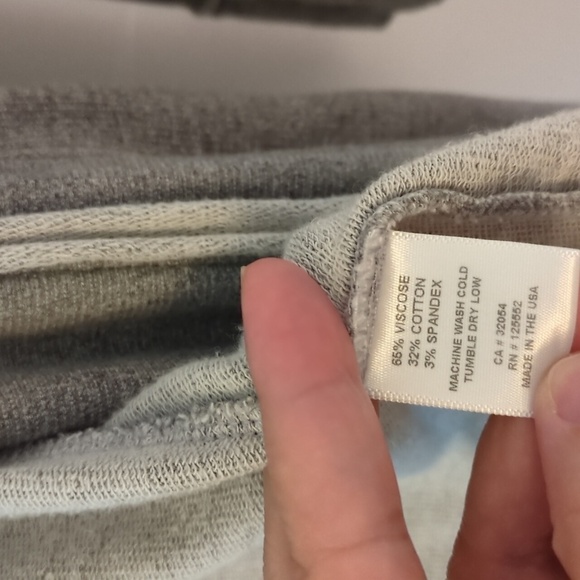 65% VISCOSE
32% COTTON
3% SPANDEX
MACHINE WASH COLD
TUMBLE DRY LOW
CA # 32054
RN # 125552
MADE IN THE USA